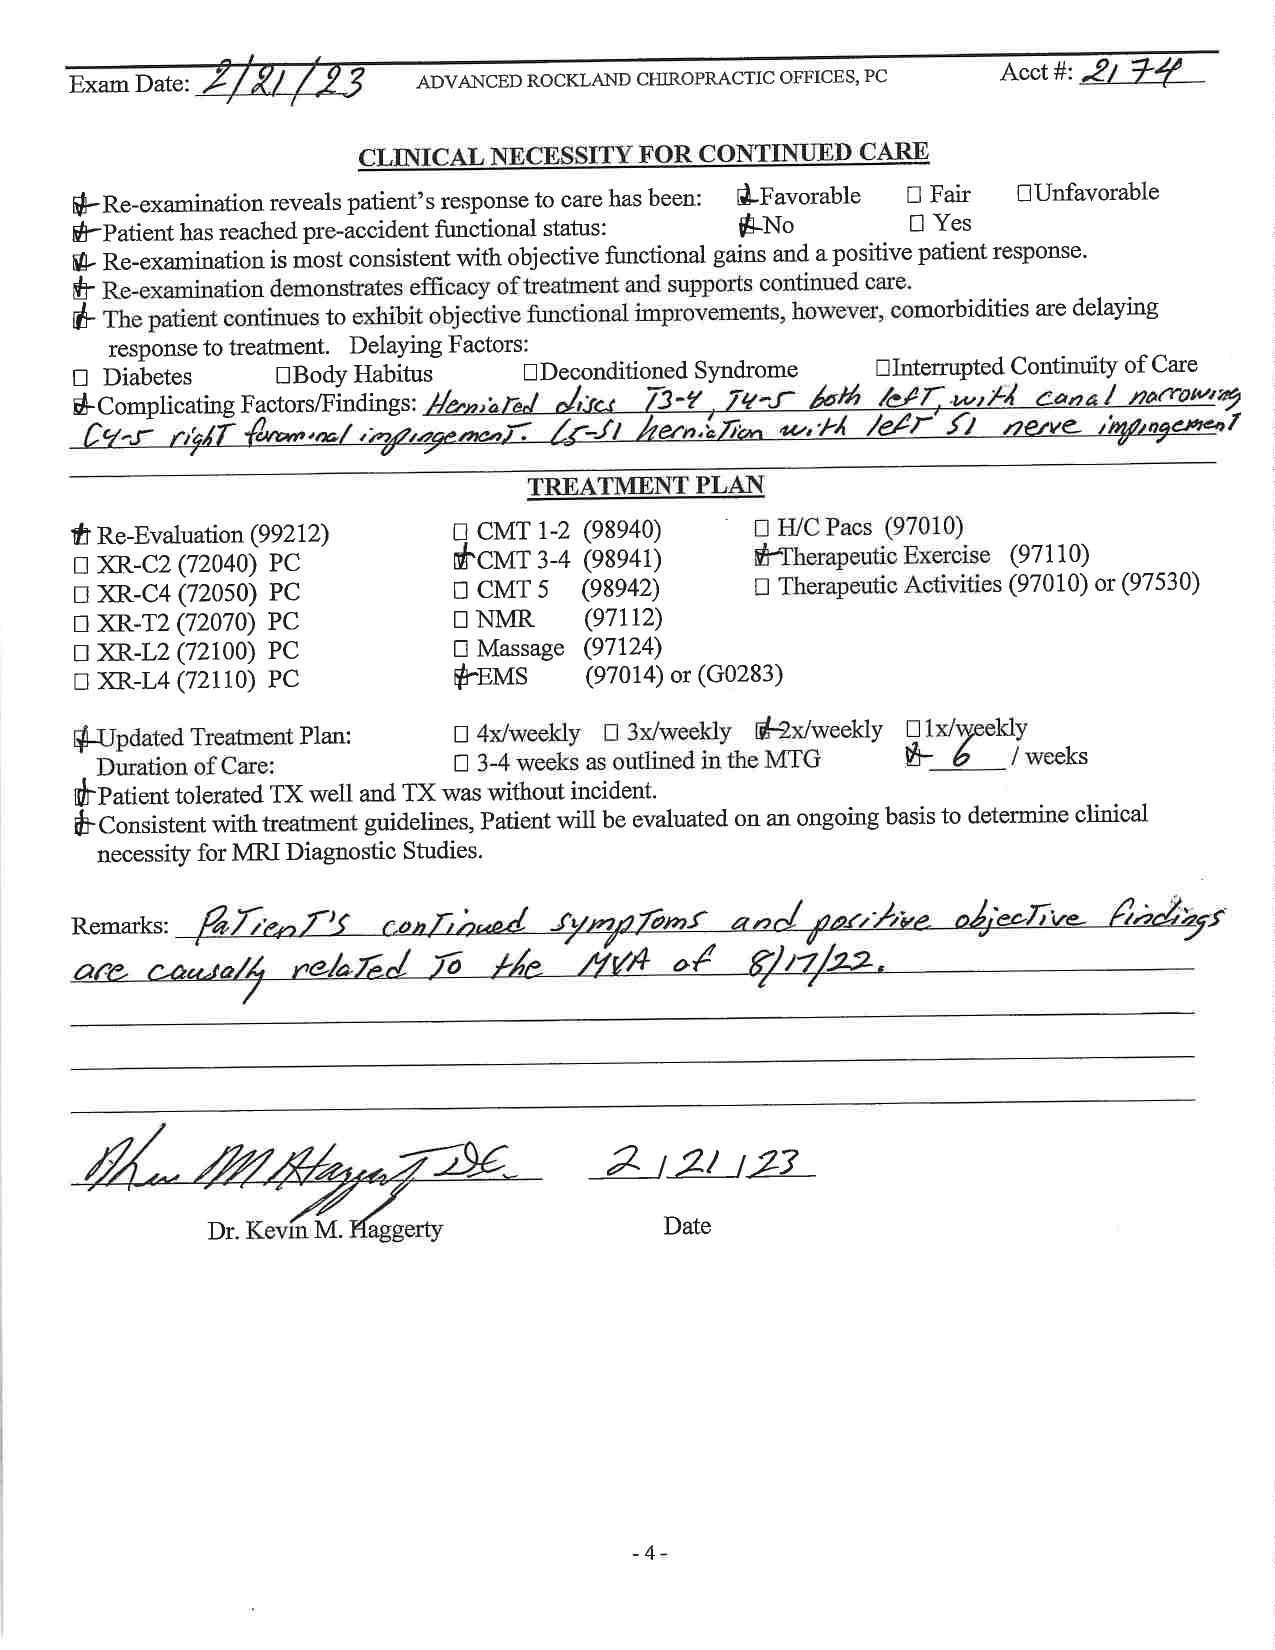 Exam Date: 2/21/23 ADVANCED ROCKLAND CHIROPRACTIC OFFICES, PC Acct #: 2174
CLINICAL NECESSITY FOR CONTINUED CARE
☑ Re-examination reveals patient's response to care has been: ☑ Favorable ☐ Fair ☐ Unfavorable
☑ Patient has reached pre-accident functional status: ☑ No ☐ Yes
☑ Re-examination is most consistent with objective functional gains and a positive patient response.
☑ Re-examination demonstrates efficacy of treatment and supports continued care.
☑ The patient continues to exhibit objective functional improvements, however, comorbidities are delaying
response to treatment. Delaying Factors:
☐ Diabetes ☐ Body Habitus ☐ Deconditioned Syndrome ☐ Interrupted Continuity of Care
☑ Complicating Factors/Findings: Herniated discs T3-4, T4-5 both left, with canal narrowing
C4-5 right foraminal impingement. L5-S1 herniation with left S1 nerve impingement
TREATMENT PLAN
☑ Re-Evaluation (99212) ☐ CMT 1-2 (98940) ☐ H/C Pacs (97010)
☐ XR-C2 (72040) PC ☑ CMT 3-4 (98941) ☑ Therapeutic Exercise (97110)
☐ XR-C4 (72050) PC ☐ CMT 5 (98942) ☐ Therapeutic Activities (97010) or (97530)
☐ XR-T2 (72070) PC ☐ NMR (97112)
☐ XR-L2 (72100) PC ☐ Massage (97124)
☐ XR-L4 (72110) PC ☑ EMS (97014) or (G0283)
☑ Updated Treatment Plan: ☐ 4x/weekly ☐ 3x/weekly ☑ 2x/weekly ☐ 1x/weekly
Duration of Care: ☐ 3-4 weeks as outlined in the MTG ☑ 6 / weeks
☑ Patient tolerated TX well and TX was without incident.
☑ Consistent with treatment guidelines, Patient will be evaluated on an ongoing basis to determine clinical
necessity for MRI Diagnostic Studies.
Remarks: Patient's continued symptoms and positive objective findings
are causally related to the MVA of 8/17/22.
M Haggerty DC. 2/21/23
Dr. Kevin M. Haggerty Date
- 4 -